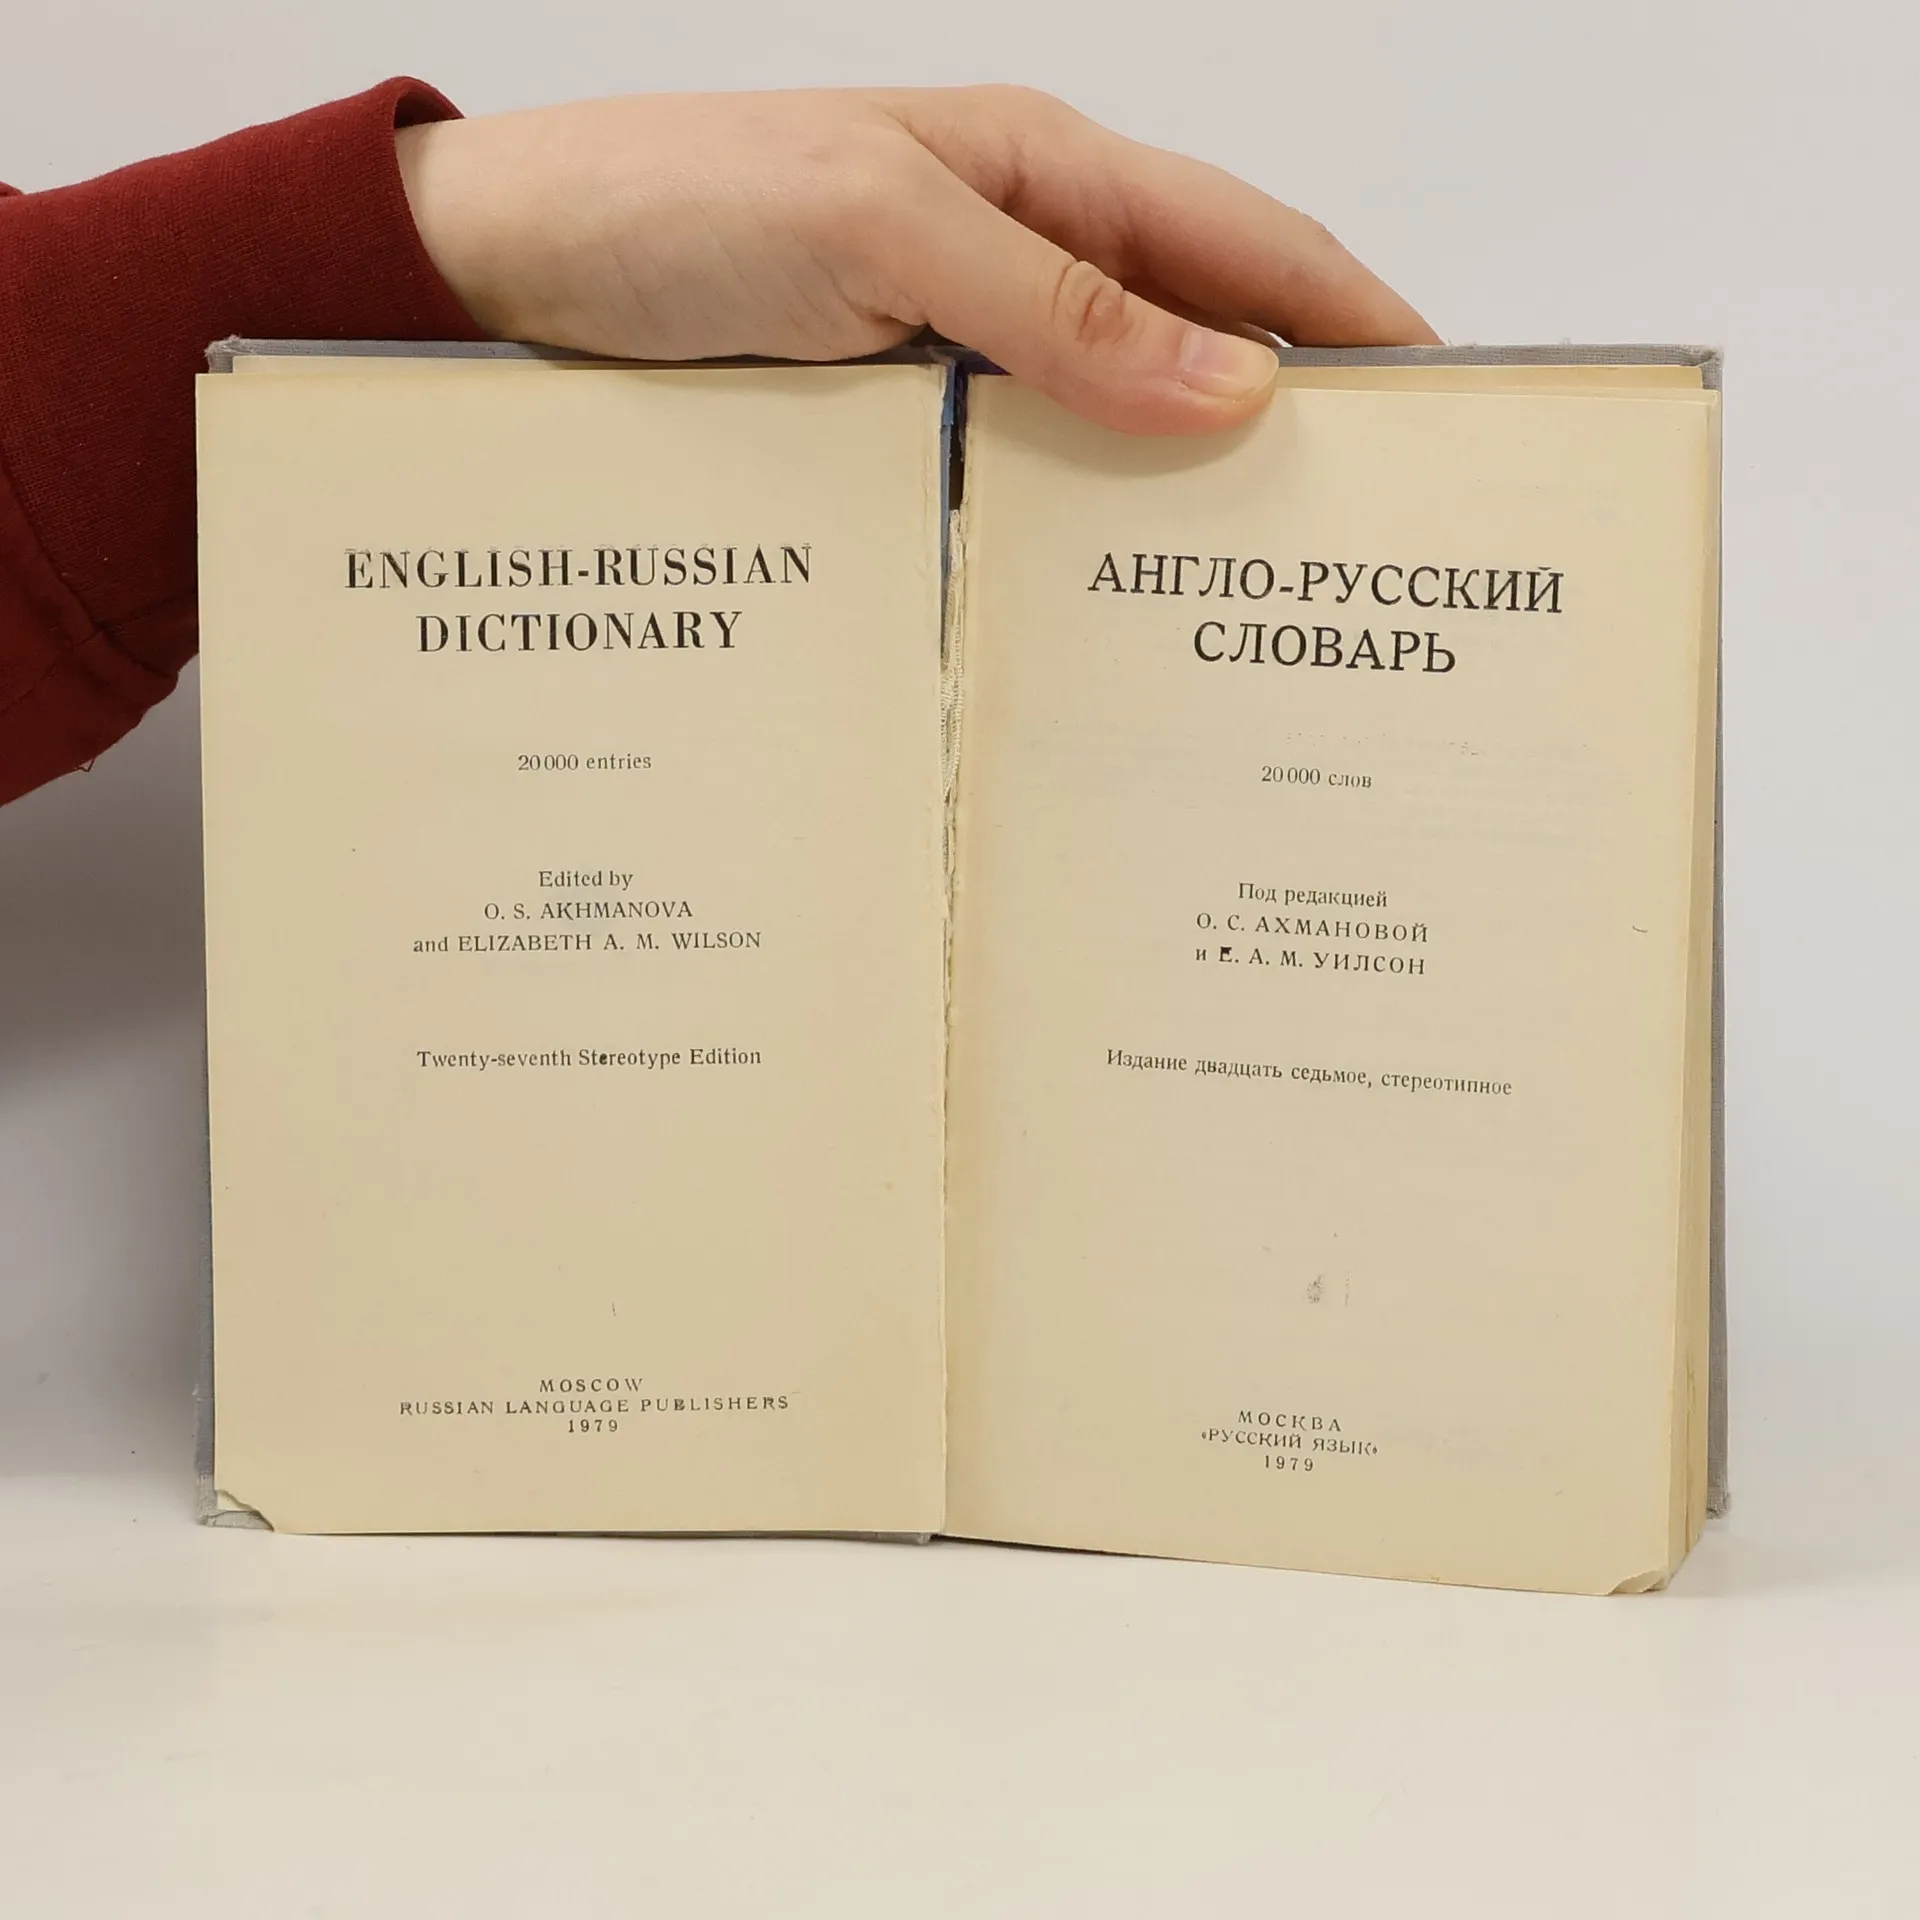 ENGLISH-RUSSIAN
DICTIONARY
20 000 entries
Edited by
O. S. AKHMANOVA
and ELIZABETH A. M. WILSON
Twenty-seventh Stereotype Edition
MOSCOW
RUSSIAN LANGUAGE PUBLISHERS
1979
АНГЛО-РУССКИЙ
СЛОВАРЬ
20 000 слов
Под редакцией
О. С. АХМАНОВОЙ
и Е. А. М. УИЛСОН
Издание двадцать седьмое, стереотипное
МОСКВА
«РУССКИЙ ЯЗЫК»
1979